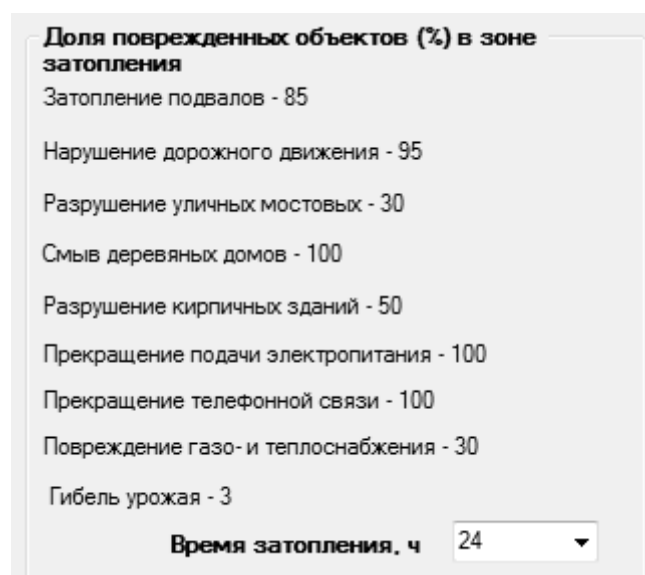 Доля поврежденных объектов (%) в зоне
затопления
Затопление подвалов - 85
Нарушение дорожного движения - 95
Разрушение уличных мостовых - 30
Смыв деревяных домов - 100
Разрушение кирпичных зданий - 50
Прекращение подачи электропитания - 100
Прекращение телефонной связи - 100
Повреждение газо- и теплоснабжения - 30
Гибель урожая - 3
Время затопления, ч 24